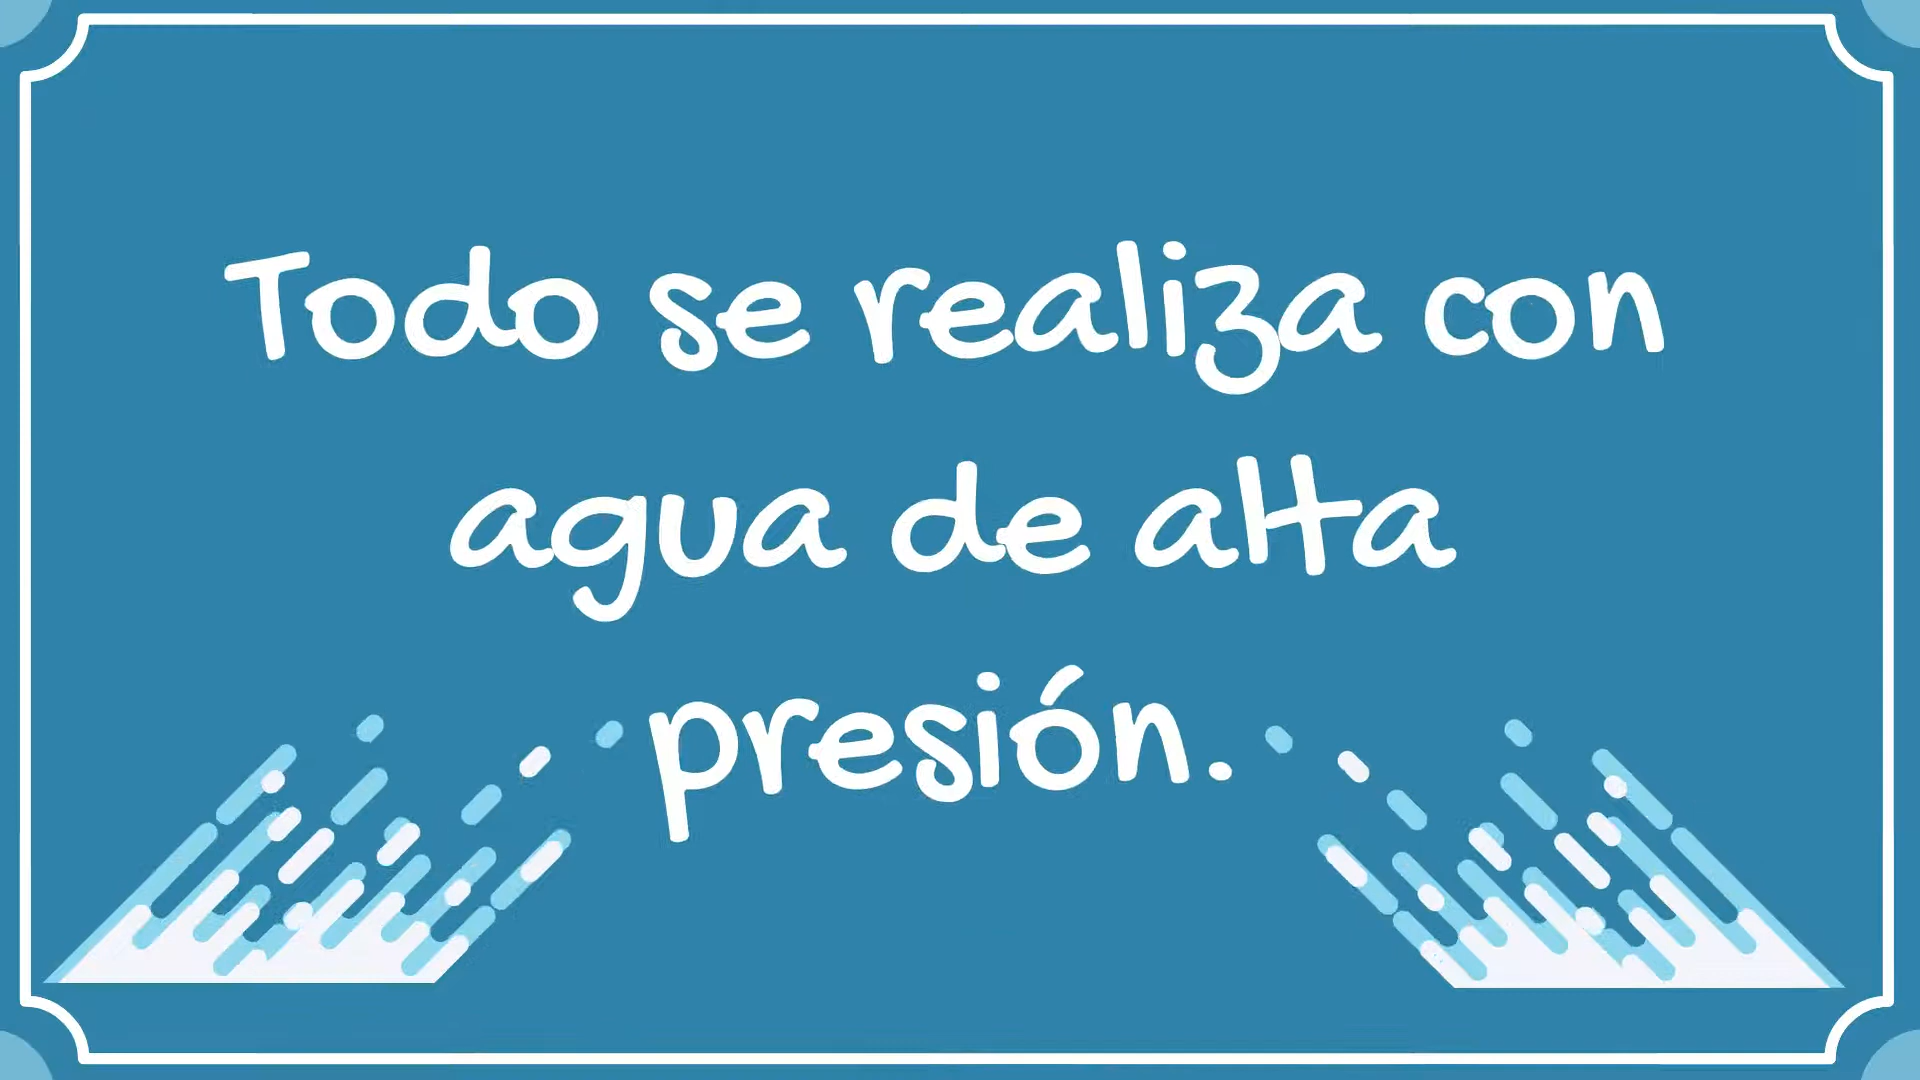 Todo se realiza con
agua de alta
presión.